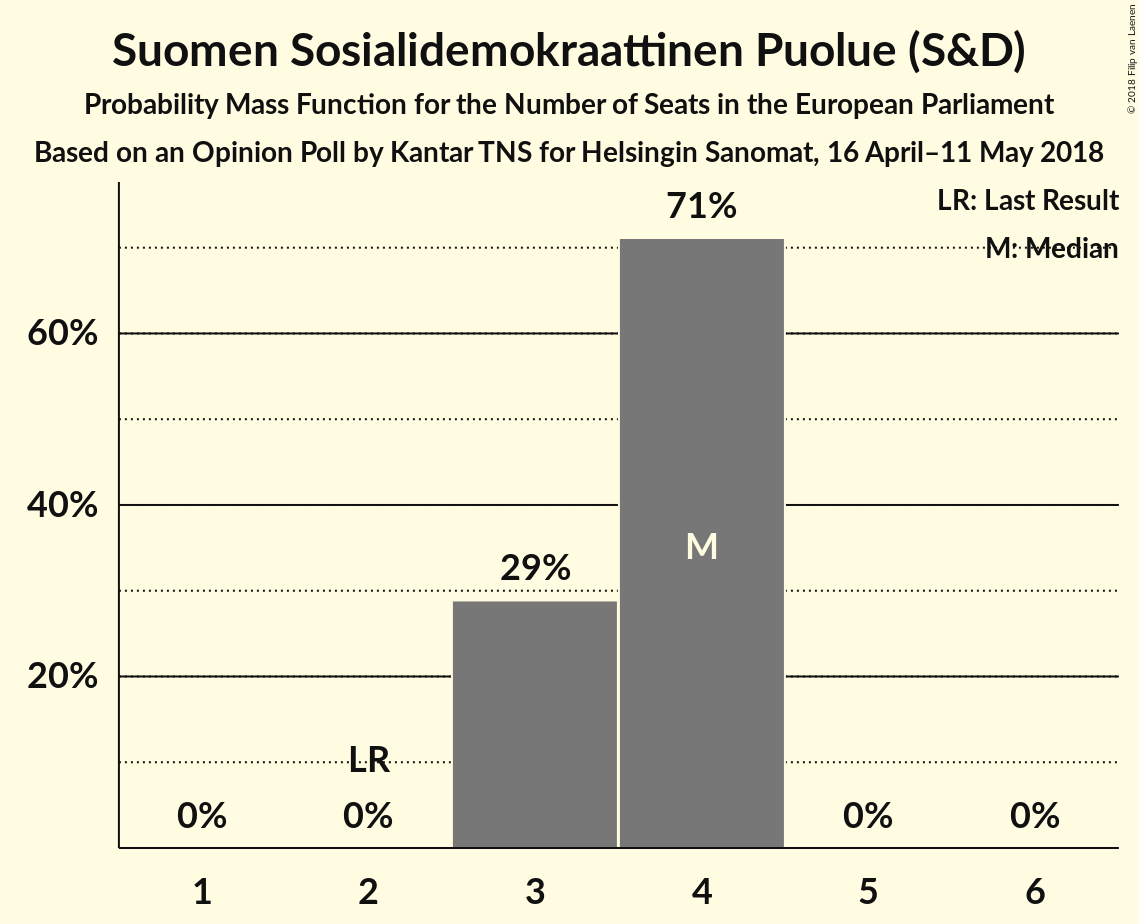 Suomen Sosialidemokraattinen Puolue (S&D)
Probability Mass Function for the Number of Seats in the European Parliament
Based on an Opinion Poll by Kantar TNS for Helsingin Sanomat, 16 April–11 May 2018
© 2018 Filip van Laenen
LR: Last Result
M: Median
71%
60%
40%
29%
M
20%
LR
0% 0% 0% 0%
1 2 3 4 5 6